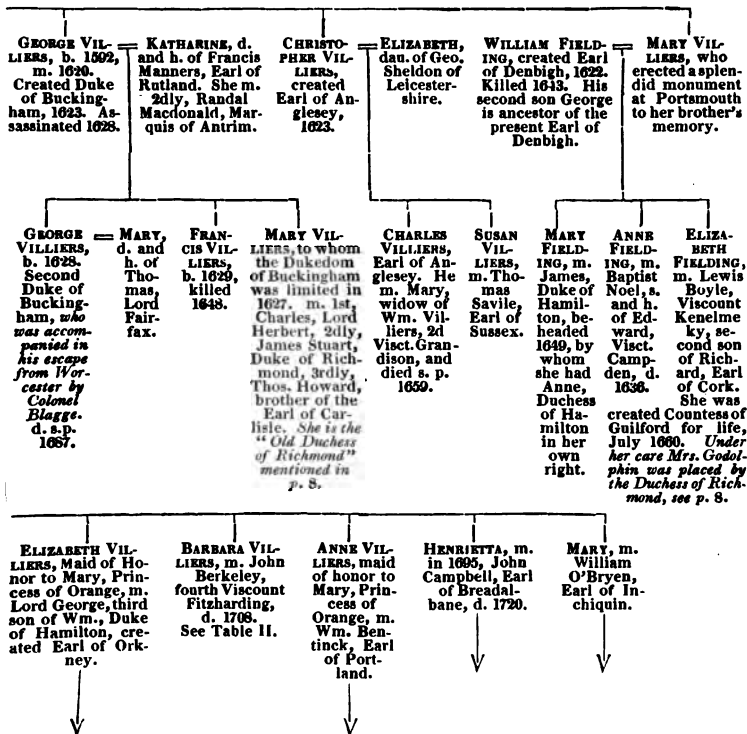 GEORGE VIL-
LIERS, b. 1592,
m. 1620.
Created Duke
of Bucking-
ham, 1623. As-
sassinated 1628.
KATHARINE, d.
and h. of Francis
Manners, Earl of
Rutland. She m.
2dly, Randal
Macdonald, Mar-
quis of Antrim.
CHRISTO-
PHER VIL-
LIERS,
created
Earl of An-
glesey,
1623.
ELIZABETH,
dau. of Geo.
Sheldon of
Leicester-
shire.
WILLIAM FIELD-
ING, created Earl
of Denbigh, 1622.
Killed 1643. His
second son George
is ancestor of the
present Earl of
Denbigh.
MARY VIL-
LIERS, who
erected a splen-
did monument
at Portsmouth
to her brother's
memory.
GEORGE
VILLIERS,
b. 1628.
Second
Duke of
Bucking-
ham, who
was accom-
panied in
his escape
from Wor-
cester by
Colonel
Blagge.
d. s.p.
1687.
MARY,
d. and
h. of
Tho-
mas,
Lord
Fair-
fax.
FRAN-
CIS VIL-
LIERS,
b. 1629,
killed
1648.
MARY VIL-
LIERS, to whom
the Dukedom
of Buckingham
was limited in
1627. m. 1st,
Charles, Lord
Herbert, 2dly,
James Stuart,
Duke of Rich-
mond, 3rdly,
Thos. Howard,
brother of the
Earl of Car-
lisle. She is the
"Old Duchess
of Richmond"
mentioned in
p. 8.
CHARLES
VILLIERS,
Earl of An-
glesey. He
m. Mary,
widow of
Wm. Vil-
liers, 2d
Visct. Gran-
dison, and
died s. p.
1659.
SUSAN
VIL-
LIERS,
m. Tho-
mas
Savile,
Earl of
Sussex.
MARY
FIELD-
ING, m.
James,
Duke of
Hamil-
ton, be-
headed
1649, by
whom
she had
Anne,
Duchess
of Ha-
milton
in her
own
right.
ANNE
FIELD-
ING, m.
Baptist
Noel, s.
and h.
of Ed-
ward,
Visct.
Camp-
den, d.
1636.
ELIZA-
BETH
FIELDING,
m. Lewis
Boyle,
Viscount
Kenelme
ky, se-
cond son
of Rich-
ard, Earl
of Cork.
She was
created Countess of
Guilford for life,
July 1660. Under
her care Mrs. Godol-
phin was placed by
the Duchess of Rich-
mond, see p. 8.
ELIZABETH VIL-
LIERS, Maid of Ho-
nor to Mary, Prin-
cess of Orange, m.
Lord George, third
son of Wm., Duke
of Hamilton, cre-
ated Earl of Ork-
ney.
BARBARA VIL-
LIERS, m. John
Berkeley,
fourth Viscount
Fitzharding,
d. 1708.
See Table II.
ANNE VIL-
LIERS, maid
of honor to
Mary, Prin-
cess of
Orange, m.
Wm. Ben-
tinck, Earl
of Port-
land.
HENRIETTA, m.
in 1695, John
Campbell, Earl
of Breadal-
bane, d. 1720.
MARY, m.
William
O'Bryen,
Earl of In-
chiquin.